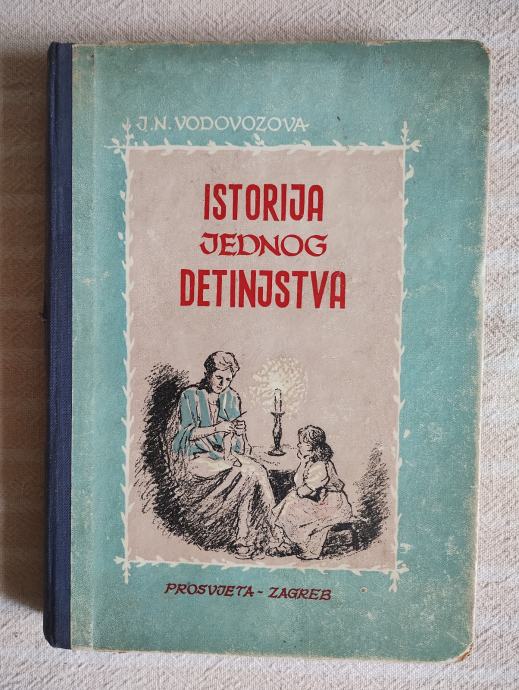 J.N. VODOVOZOVA
ISTORIJA
JEDNOG
DETINJSTVA
PROSVJETA - ZAGREB